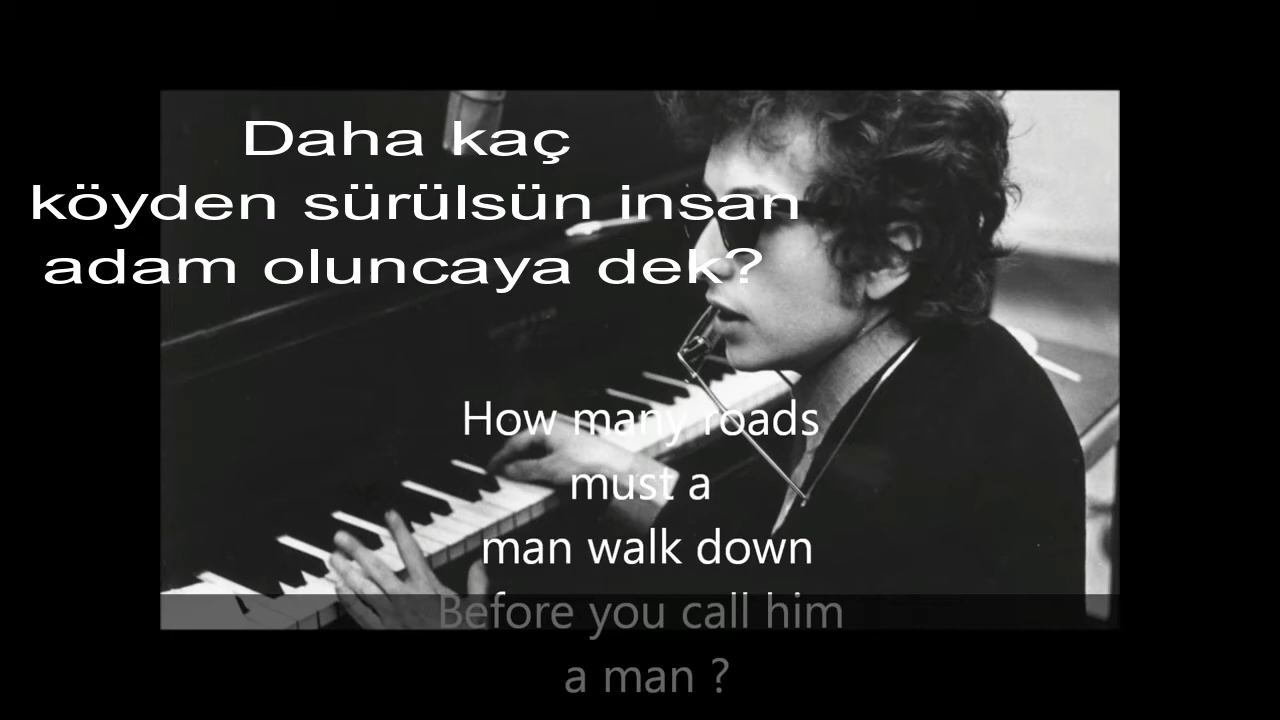 Daha kaç
köyden sürülsün insan
adam oluncaya dek?
How many roads
must a
man walk down
Before you call him
a man ?